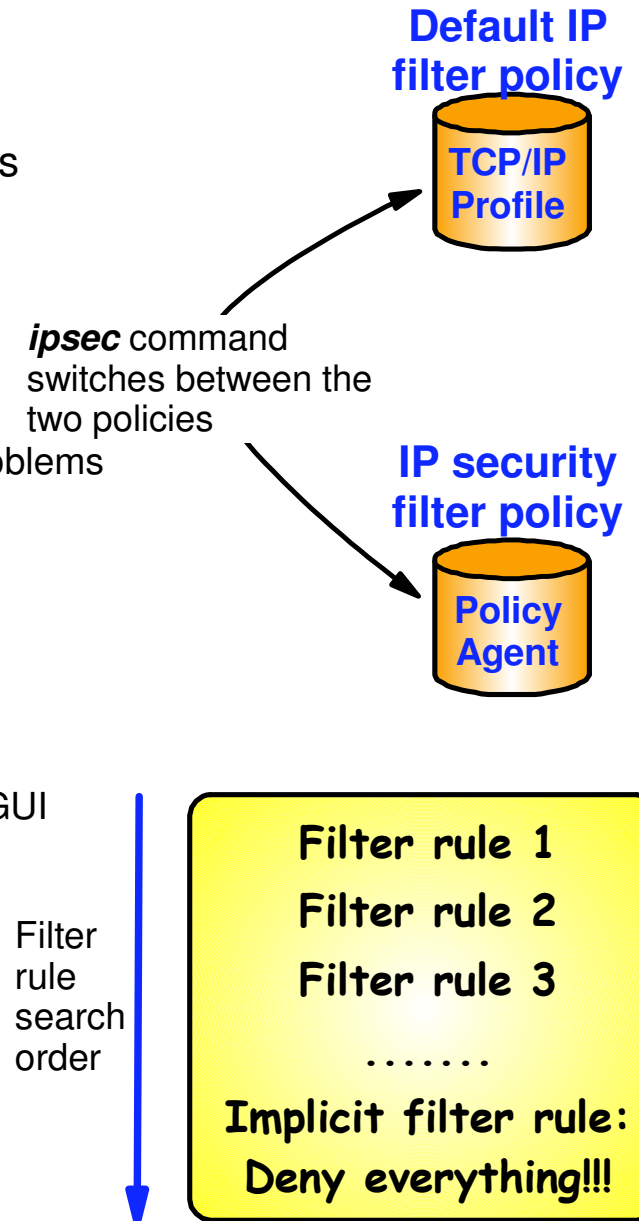 Default IP
filter policy
TCP/IP
Profile
s
ipsec command
switches between the
two policies
oblems
IP security
filter policy
Policy
Agent
GUI
Filter
rule
search
order
Filter rule 1
Filter rule 2
Filter rule 3
.......
Implicit filter rule:
Deny everything!!!